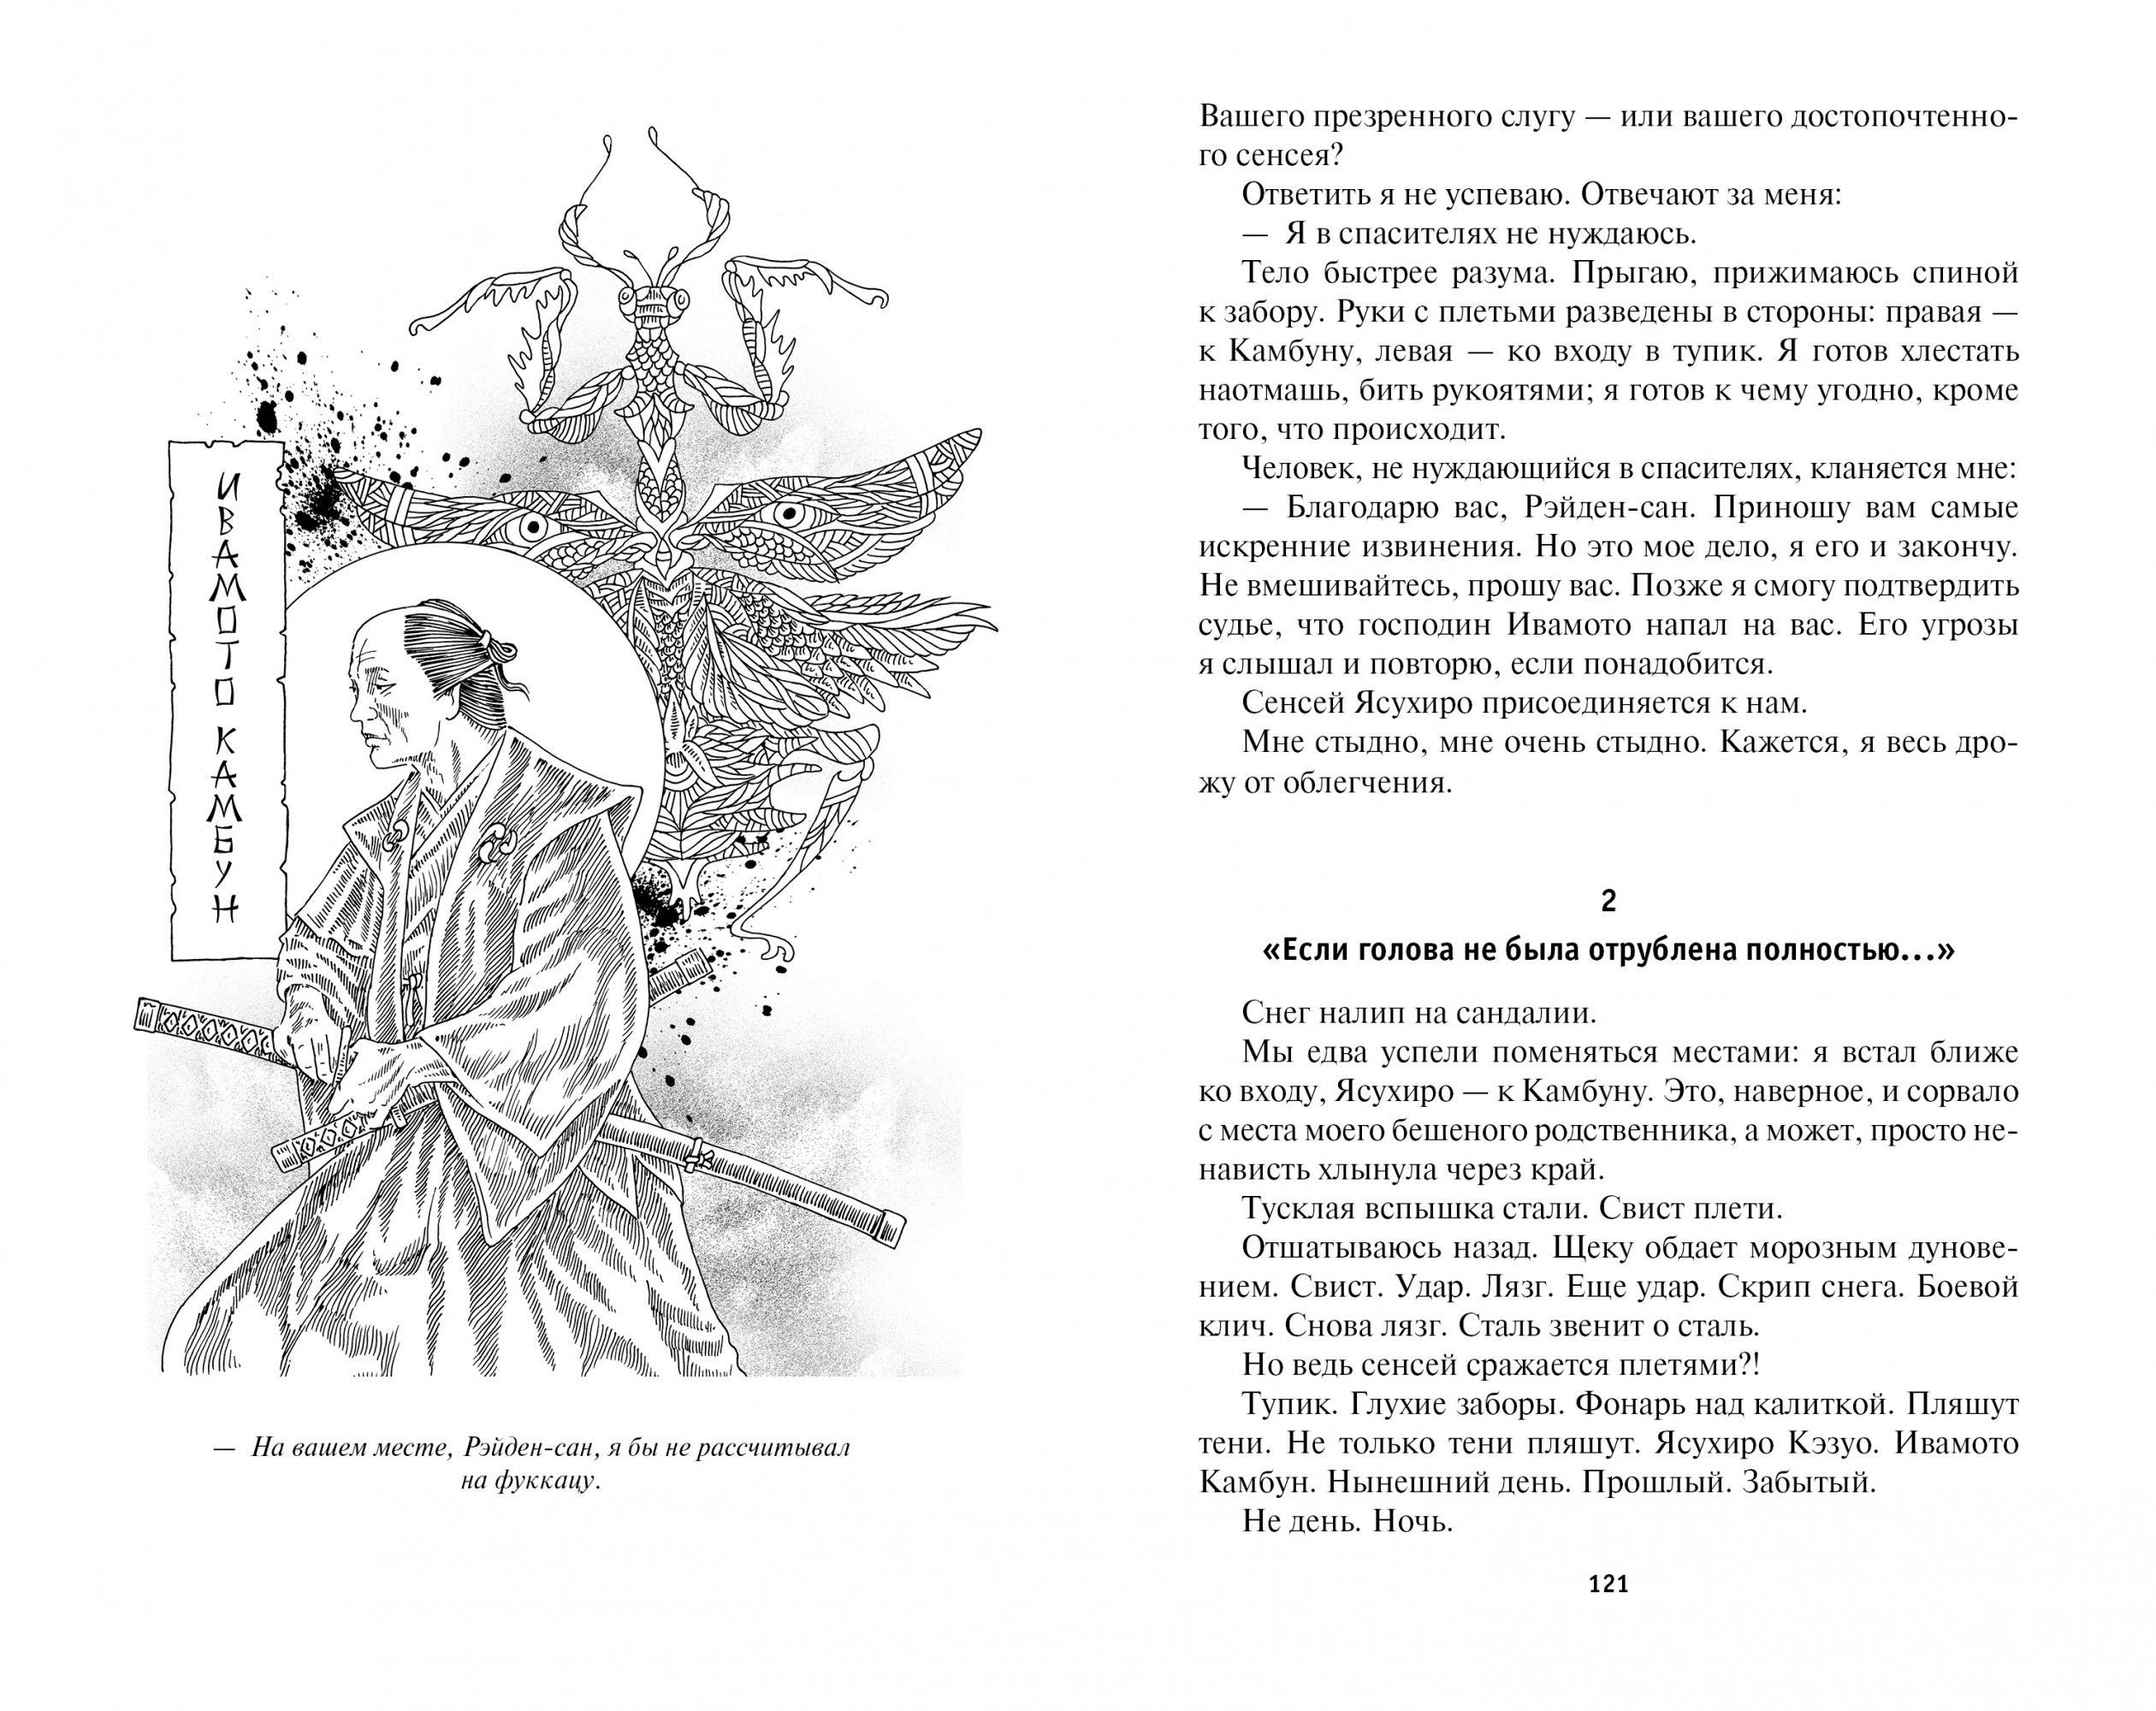 ИВАМОТО КАМБУН
— На вашем месте, Рэйден-сан, я бы не рассчитывал
на фуккацу.
Вашего презренного слугу — или вашего достопочтенно-
го сенсея?
Ответить я не успеваю. Отвечают за меня:
— Я в спасителях не нуждаюсь.
Тело быстрее разума. Прыгаю, прижимаюсь спиной
к забору. Руки с плетьми разведены в стороны: правая —
к Камбуну, левая — ко входу в тупик. Я готов хлестать
наотмашь, бить рукоятями; я готов к чему угодно, кроме
того, что происходит.
Человек, не нуждающийся в спасителях, кланяется мне:
— Благодарю вас, Рэйден-сан. Приношу вам самые
искренние извинения. Но это мое дело, я его и закончу.
Не вмешивайтесь, прошу вас. Позже я смогу подтвердить
судье, что господин Ивамото напал на вас. Его угрозы
я слышал и повторю, если понадобится.
Сенсей Ясухиро присоединяется к нам.
Мне стыдно, мне очень стыдно. Кажется, я весь дро-
жу от облегчения.
2
«Если голова не была отрублена полностью...»
Снег налип на сандалии.
Мы едва успели поменяться местами: я встал ближе
ко входу, Ясухиро — к Камбуну. Это, наверное, и сорвало
с места моего бешеного родственника, а может, просто не-
нависть хлынула через край.
Тусклая вспышка стали. Свист плети.
Отшатываюсь назад. Щеку обдает морозным дунове-
нием. Свист. Удар. Лязг. Еще удар. Скрип снега. Боевой
клич. Снова лязг. Сталь звенит о сталь.
Но ведь сенсей сражается плетями?!
Тупик. Глухие заборы. Фонарь над калиткой. Пляшут
тени. Не только тени пляшут. Ясухиро Кэзуо. Ивамото
Камбун. Нынешний день. Прошлый. Забытый.
Не день. Ночь.
121